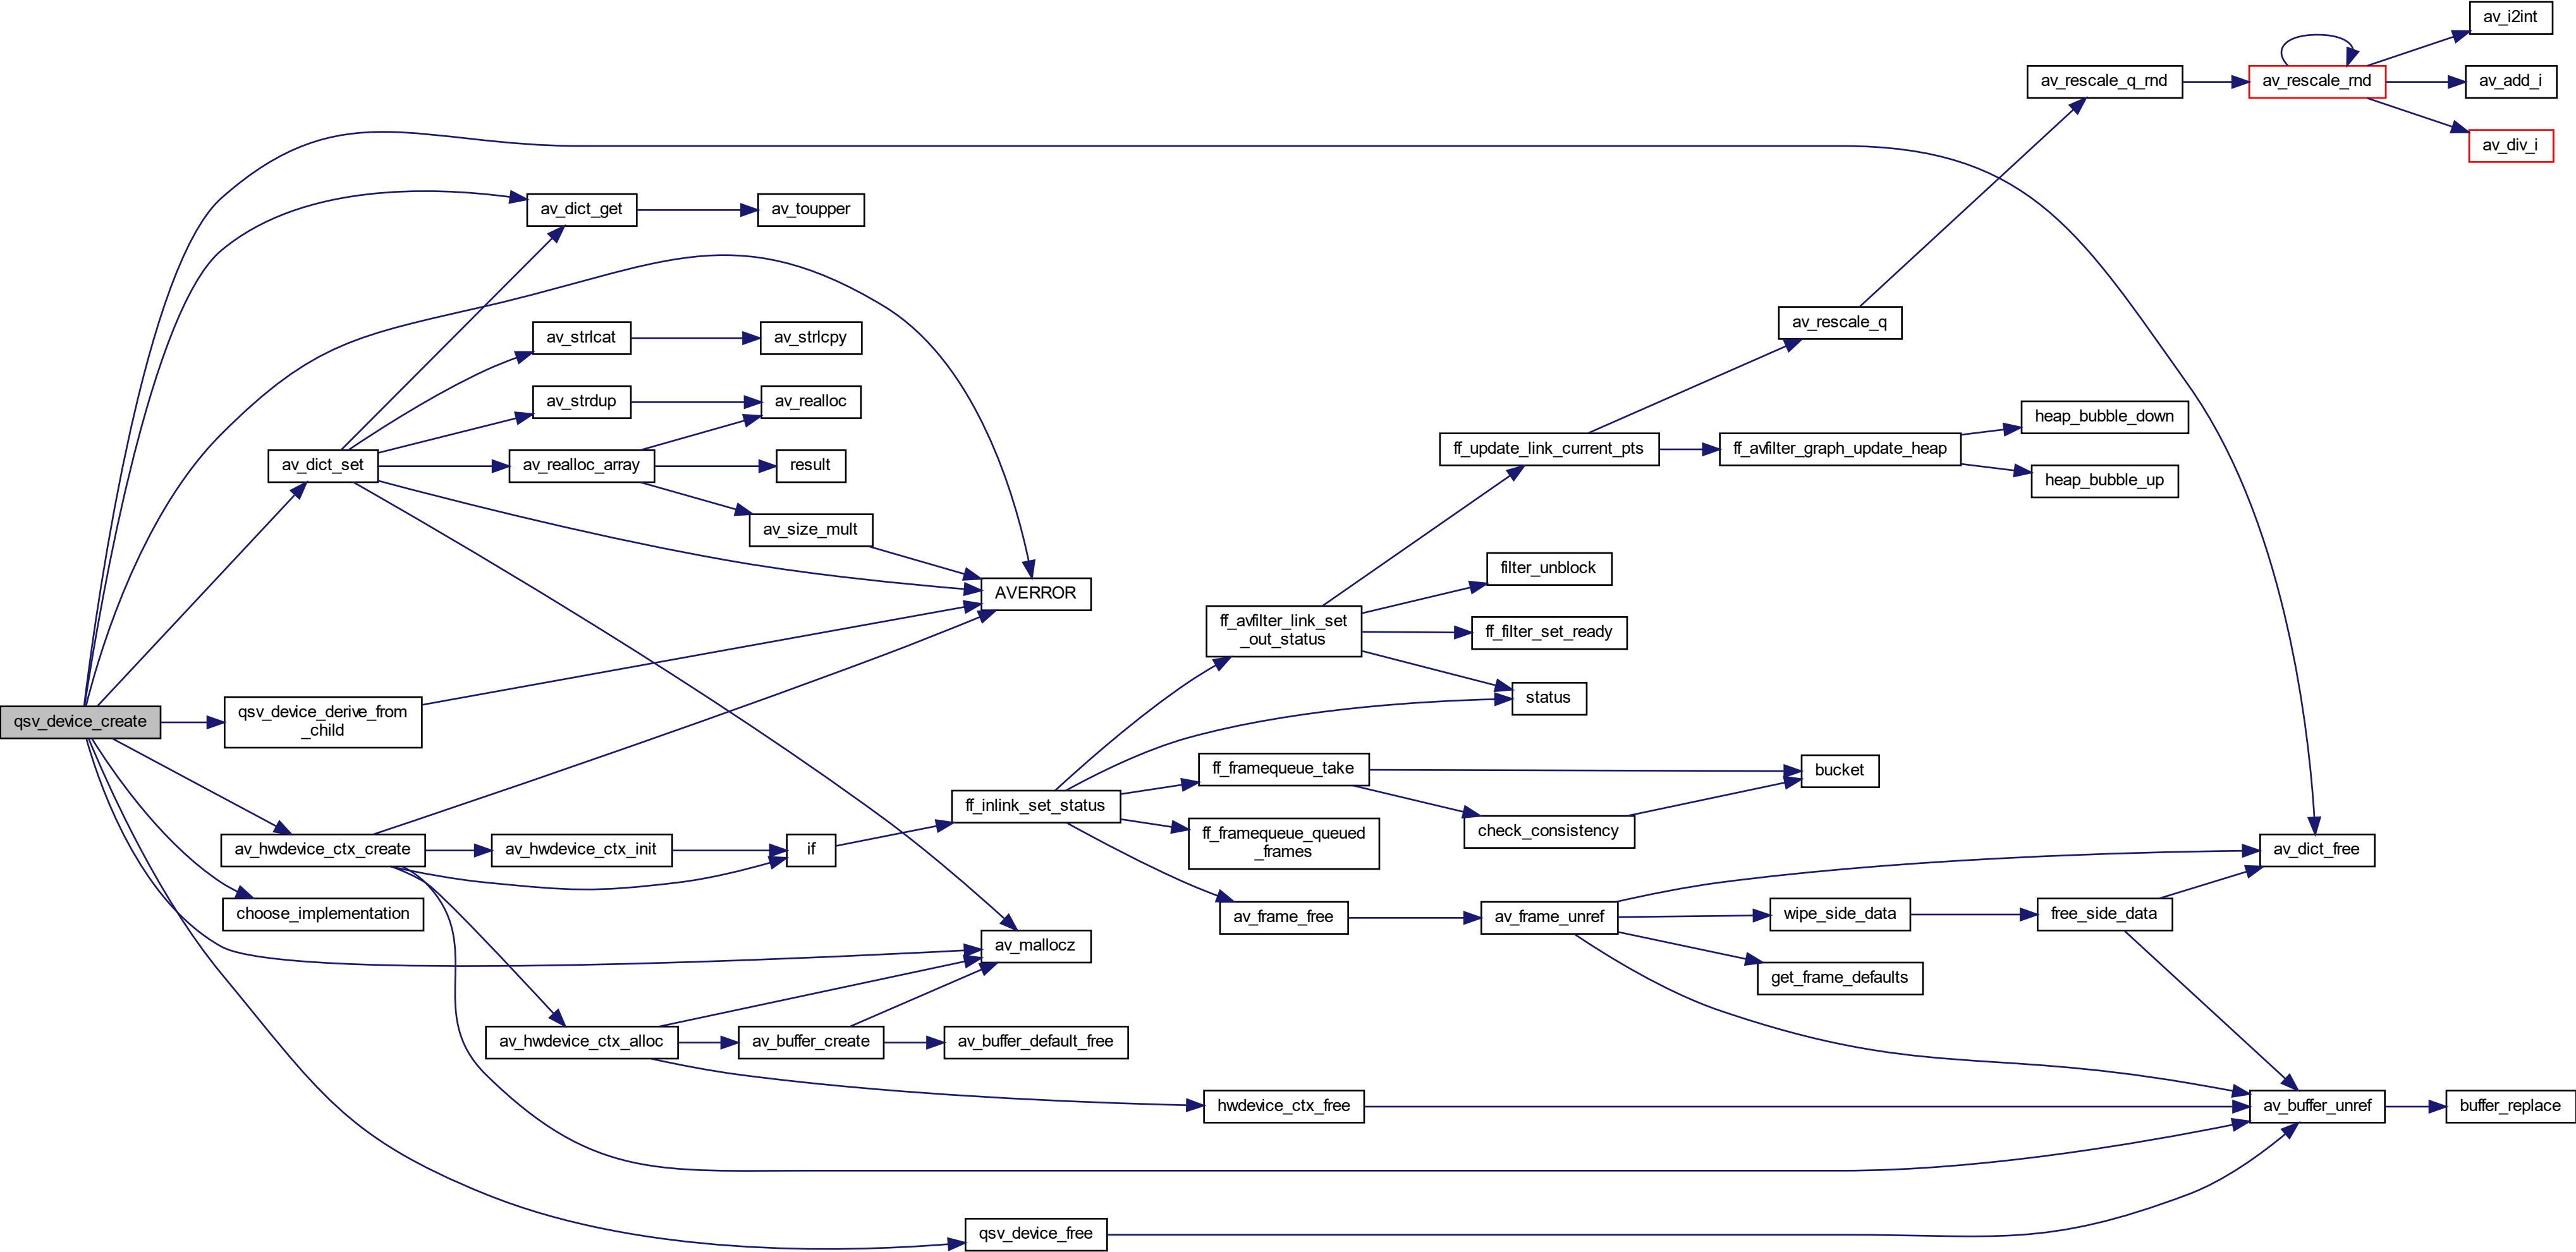 qsv_device_create
av_dict_get
av_toupper
av_dict_set
av_strlcat
av_strlcpy
av_strdup
av_realloc
av_realloc_array
result
av_size_mult
AVERROR
qsv_device_derive_from
_child
av_hwdevice_ctx_create
av_hwdevice_ctx_init
if
choose_implementation
av_mallocz
av_hwdevice_ctx_alloc
av_buffer_create
av_buffer_default_free
hwdevice_ctx_free
qsv_device_free
ff_inlink_set_status
ff_avfilter_link_set
_out_status
ff_update_link_current_pts
av_rescale_q
av_rescale_q_rnd
av_rescale_rnd
av_i2int
av_add_i
av_div_i
ff_avfilter_graph_update_heap
heap_bubble_down
heap_bubble_up
filter_unblock
ff_filter_set_ready
status
ff_framequeue_take
bucket
check_consistency
ff_framequeue_queued
_frames
av_frame_free
av_frame_unref
wipe_side_data
free_side_data
get_frame_defaults
av_dict_free
av_buffer_unref
buffer_replace